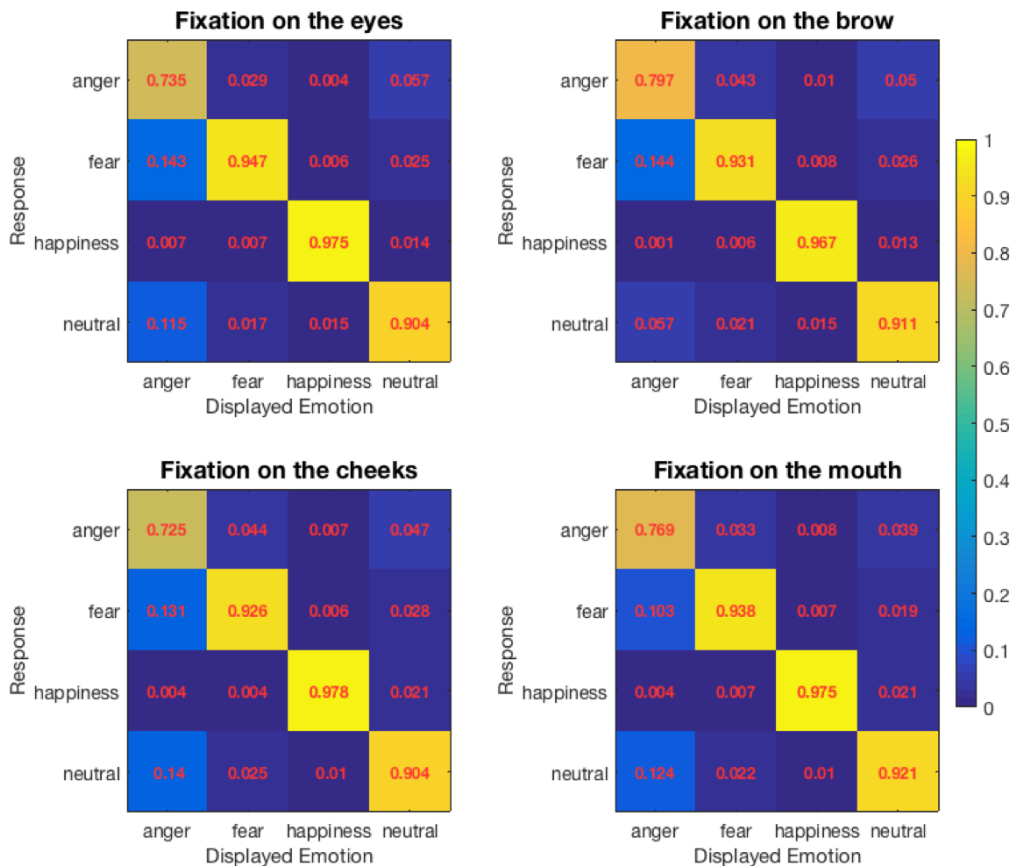 Fixation on the eyes
anger 0.735 0.029 0.004 0.057
fear 0.143 0.947 0.006 0.025
happiness 0.007 0.007 0.975 0.014
neutral 0.115 0.017 0.015 0.904
anger fear happiness neutral
Displayed Emotion
Response
Fixation on the brow
anger 0.797 0.043 0.01 0.05
fear 0.144 0.931 0.008 0.026
happiness 0.001 0.006 0.967 0.013
neutral 0.057 0.021 0.015 0.911
anger fear happiness neutral
Displayed Emotion
Response
Fixation on the cheeks
anger 0.725 0.044 0.007 0.047
fear 0.131 0.926 0.006 0.028
happiness 0.004 0.004 0.978 0.021
neutral 0.14 0.025 0.01 0.904
anger fear happiness neutral
Displayed Emotion
Response
Fixation on the mouth
anger 0.769 0.033 0.008 0.039
fear 0.103 0.938 0.007 0.019
happiness 0.004 0.007 0.975 0.021
neutral 0.124 0.022 0.01 0.921
anger fear happiness neutral
Displayed Emotion
Response
1
0.9
0.8
0.7
0.6
0.5
0.4
0.3
0.2
0.1
0